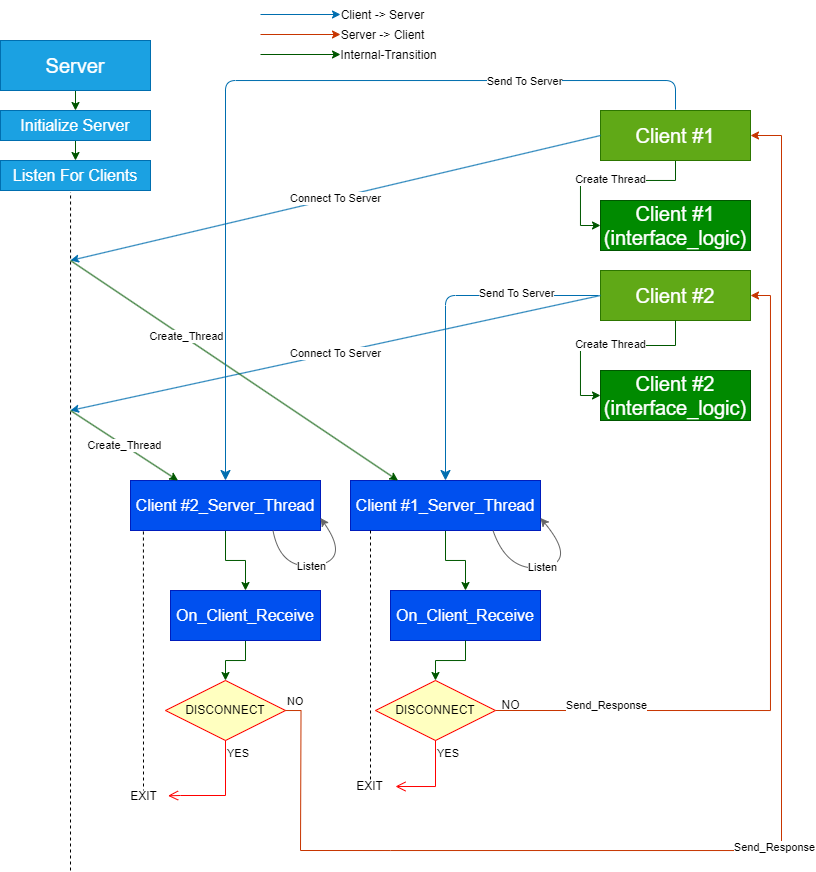 Client -> Server
Server -> Client
Internal-Transition
Server
Initialize Server
Listen For Clients
Send To Server
Client #1
Connect To Server
Create Thread
Client #1
(interface_logic)
Send To Server
Client #2
Create_Thread
Connect To Server
Create Thread
Client #2
(interface_logic)
Create_Thread
Client #2_Server_Thread
Client #1_Server_Thread
Listen
Listen
On_Client_Receive
On_Client_Receive
DISCONNECT
NO
DISCONNECT
NO
Send_Response
YES
YES
EXIT
EXIT
Send_Response